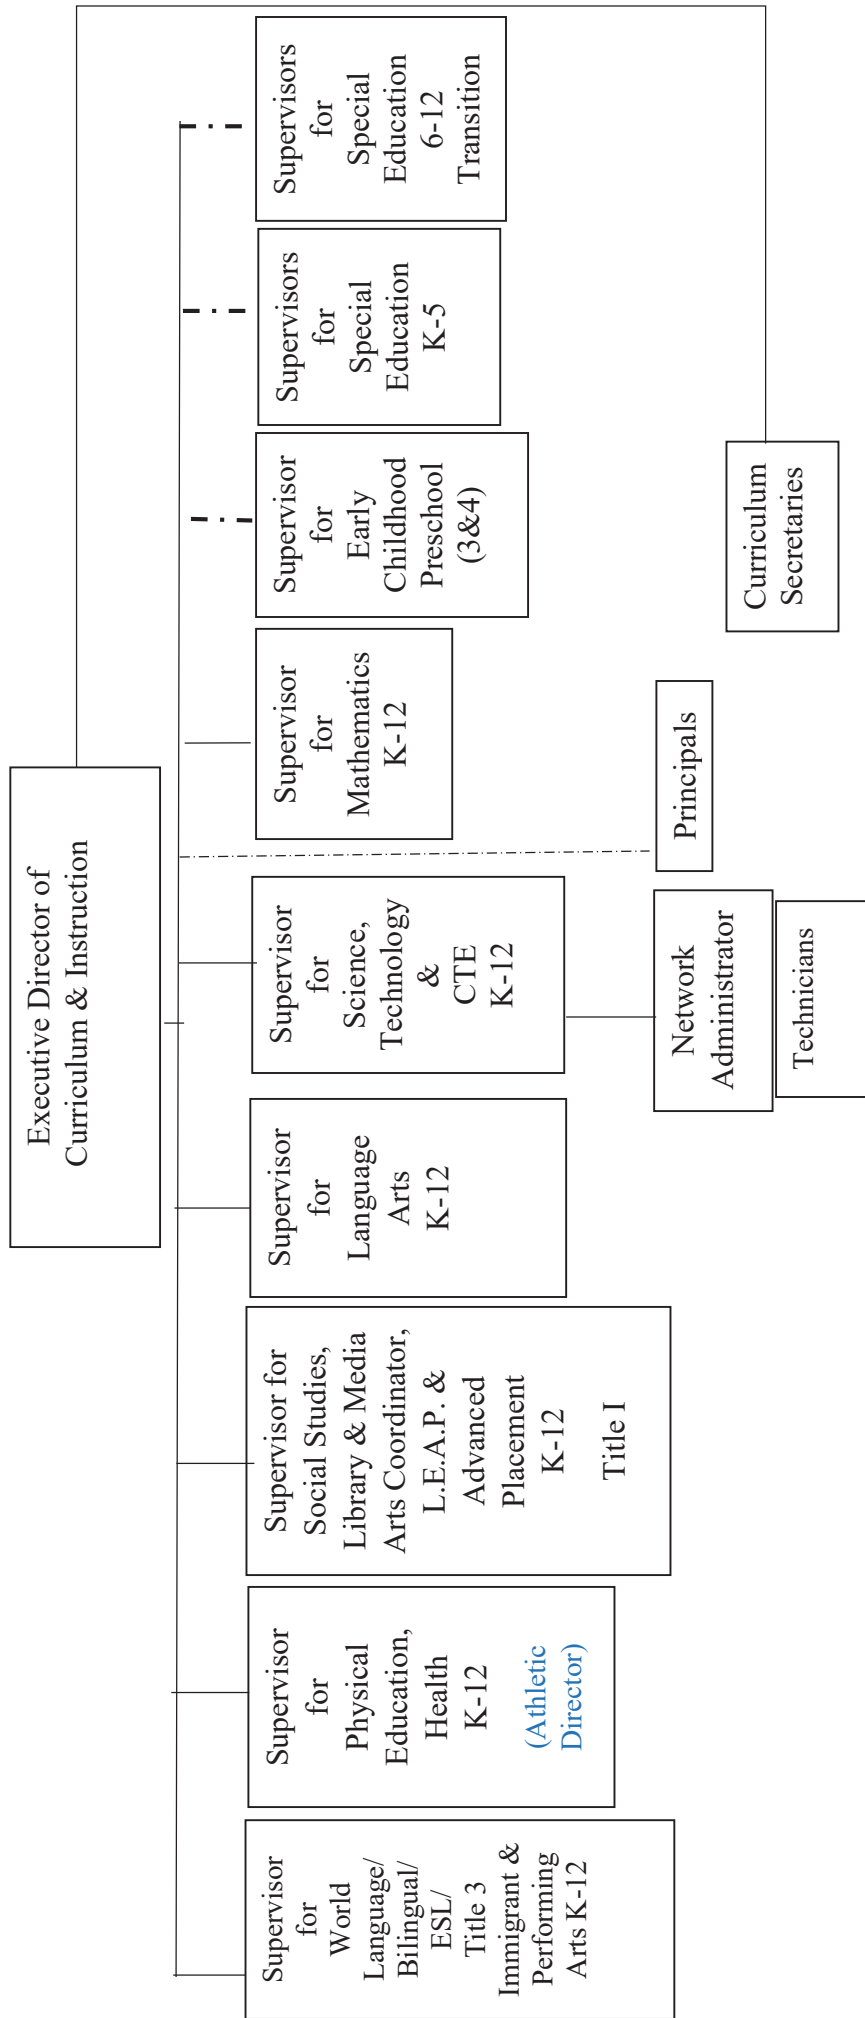 Executive Director of
Curriculum & Instruction
Supervisor
for
World
Language/
Bilingual/
ESL/
Title 3
Immigrant &
Performing
Arts K-12
Supervisor
for
Physical
Education,
Health
K-12
(Athletic
Director)
Supervisor for
Social Studies,
Library & Media
Arts Coordinator,
L.E.A.P. &
Advanced
Placement
K-12
Title I
Supervisor
for
Language
Arts
K-12
Supervisor
for
Science,
Technology
&
CTE
K-12
Supervisor
for
Mathematics
K-12
Supervisor
for
Early
Childhood
Preschool
(3&4)
Supervisors
for
Special
Education
K-5
Supervisors
for
Special
Education
6-12
Transition
Network
Administrator
Technicians
Principals
Curriculum
Secretaries